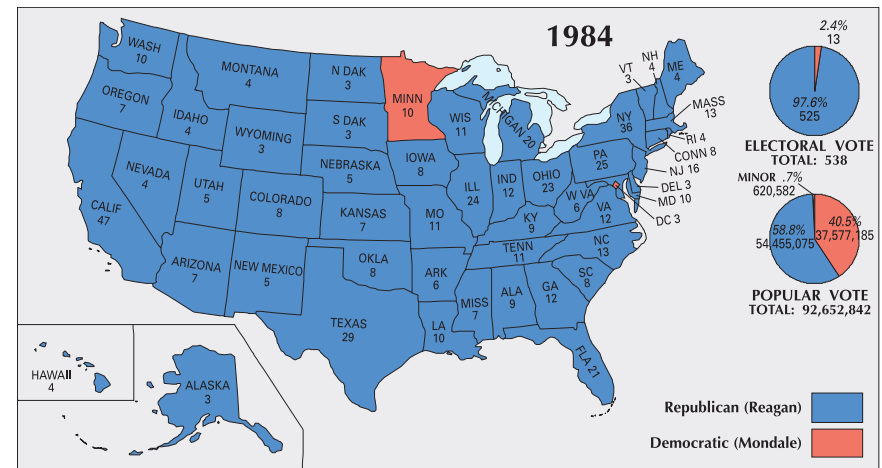 1984
WASH
10
OREGON
7
CALIF
47
NEVADA
4
IDAHO
4
MONTANA
4
WYOMING
3
UTAH
5
COLORADO
8
ARIZONA
7
NEW MEXICO
5
N DAK
3
S DAK
3
NEBRASKA
5
KANSAS
7
OKLA
8
TEXAS
29
MINN
10
IOWA
8
MO
11
ARK
6
LA
10
WIS
11
ILL
24
MICHIGAN 20
IND
12
OHIO
23
KY
9
TENN
11
MISS
7
ALA
9
GA
12
FLA 21
SC
8
NC
13
VA
12
W VA
6
PA
25
NY
36
VT
3
NH
4
ME
4
MASS
13
RI 4
CONN 8
NJ 16
DEL 3
MD 10
DC 3
HAWAII
4
ALASKA
3
2.4%
13
97.6%
525
ELECTORAL VOTE
TOTAL: 538
MINOR .7%
620,582
58.8%
54,455,075
40.5%
37,577,185
POPULAR VOTE
TOTAL: 92,652,842
Republican (Reagan)
Democratic (Mondale)